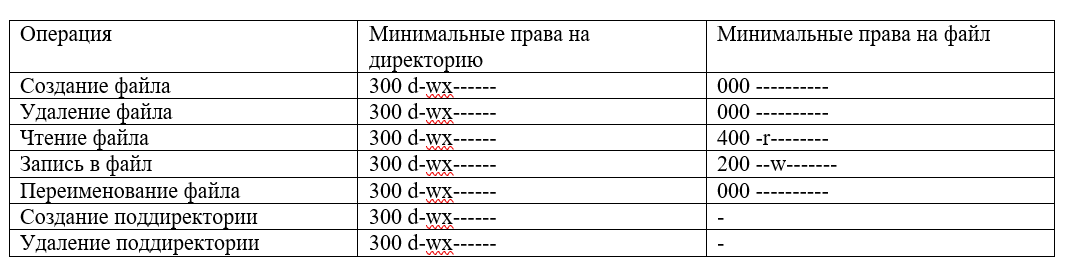 Операция Минимальные права на директорию Минимальные права на файл
Создание файла 300 d-wx------ 000 ----------
Удаление файла 300 d-wx------ 000 ----------
Чтение файла 300 d-wx------ 400 -r--------
Запись в файл 300 d-wx------ 200 --w-------
Переименование файла 300 d-wx------ 000 ----------
Создание поддиректории 300 d-wx------ -
Удаление поддиректории 300 d-wx------ -